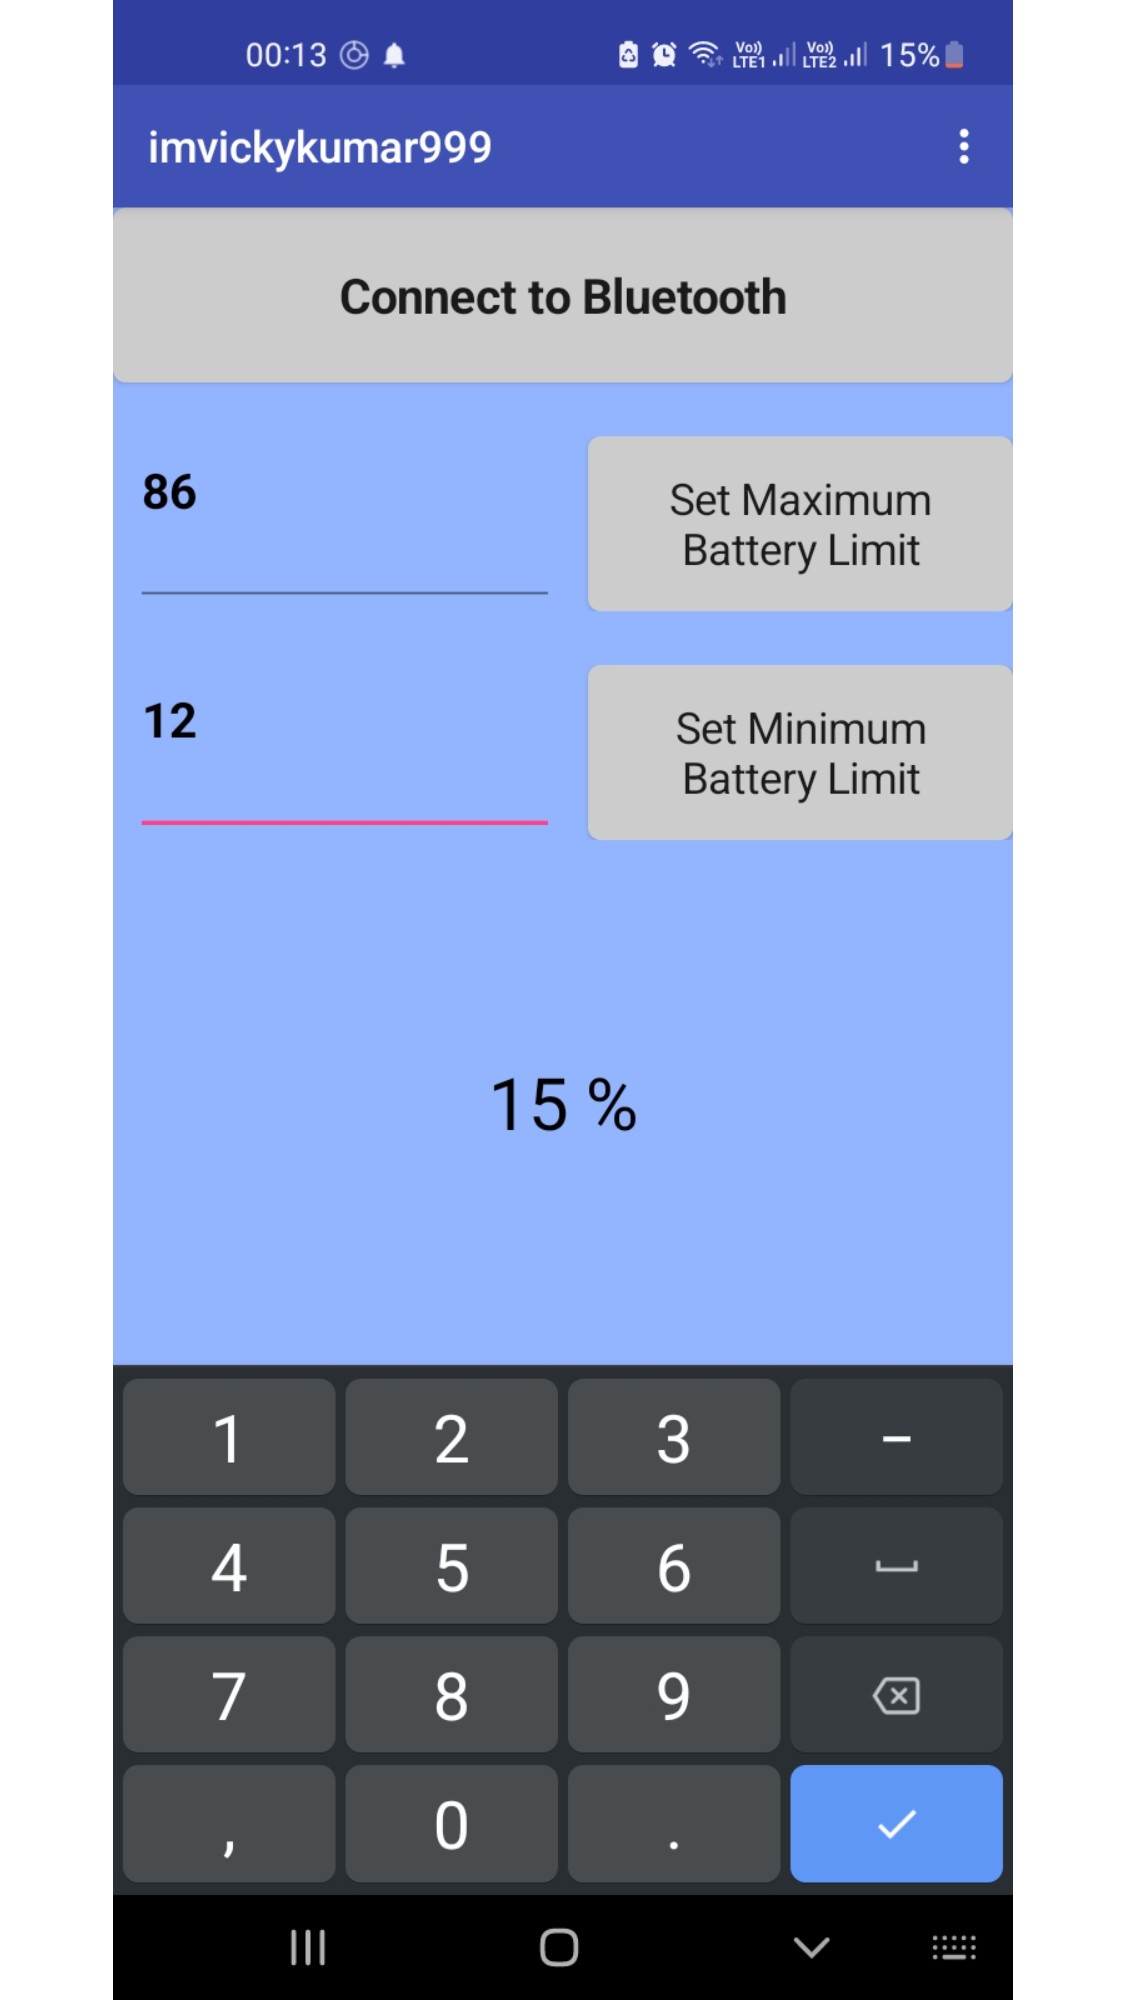 00:13 Vo)) LTE1 Vo)) LTE2 15%
imvickykumar999
Connect to Bluetooth
86
Set Maximum
Battery Limit
12
Set Minimum
Battery Limit
15 %
1 2 3 –
4 5 6
7 8 9
, 0 .